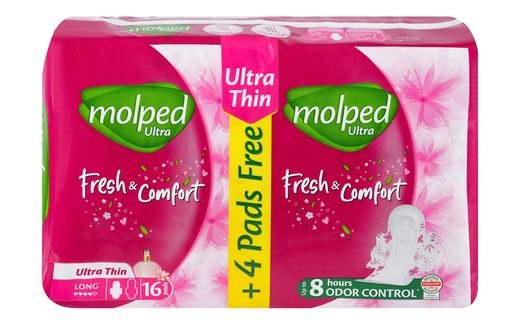 molped
Ultra
Fresh & Comfort
Ultra Thin
LONG
16 pads
Ultra
Thin
+4 Pads Free
molped
Ultra
Fresh & Comfort
Up to 8 hours
ODOR CONTROL*